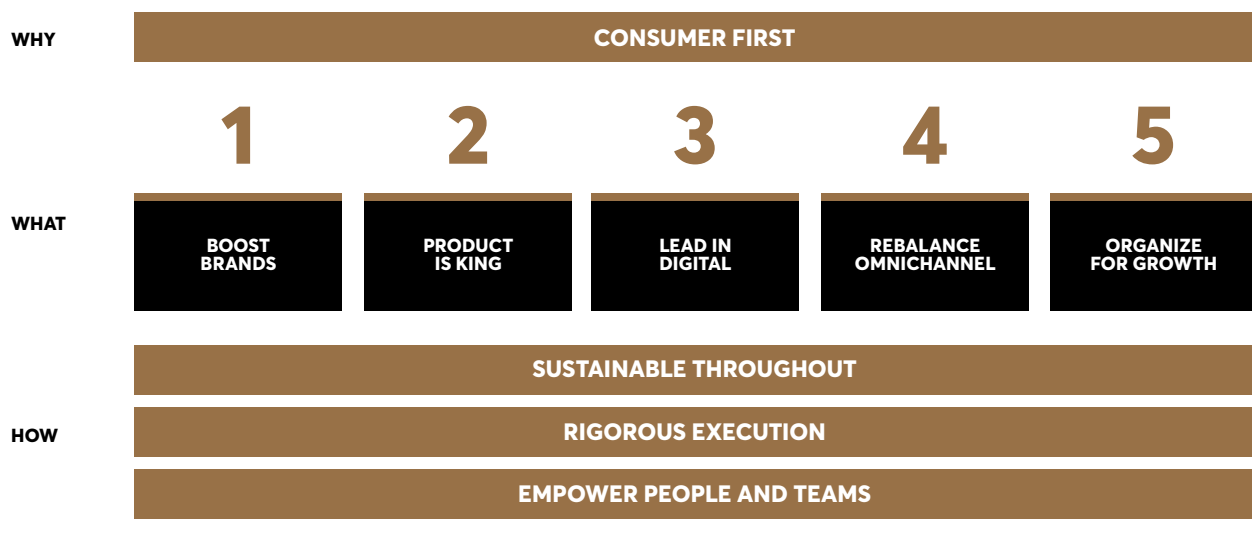 WHY
CONSUMER FIRST
1
2
3
4
5
WHAT
BOOST
BRANDS
PRODUCT
IS KING
LEAD IN
DIGITAL
REBALANCE
OMNICHANNEL
ORGANIZE
FOR GROWTH
HOW
SUSTAINABLE THROUGHOUT
RIGOROUS EXECUTION
EMPOWER PEOPLE AND TEAMS